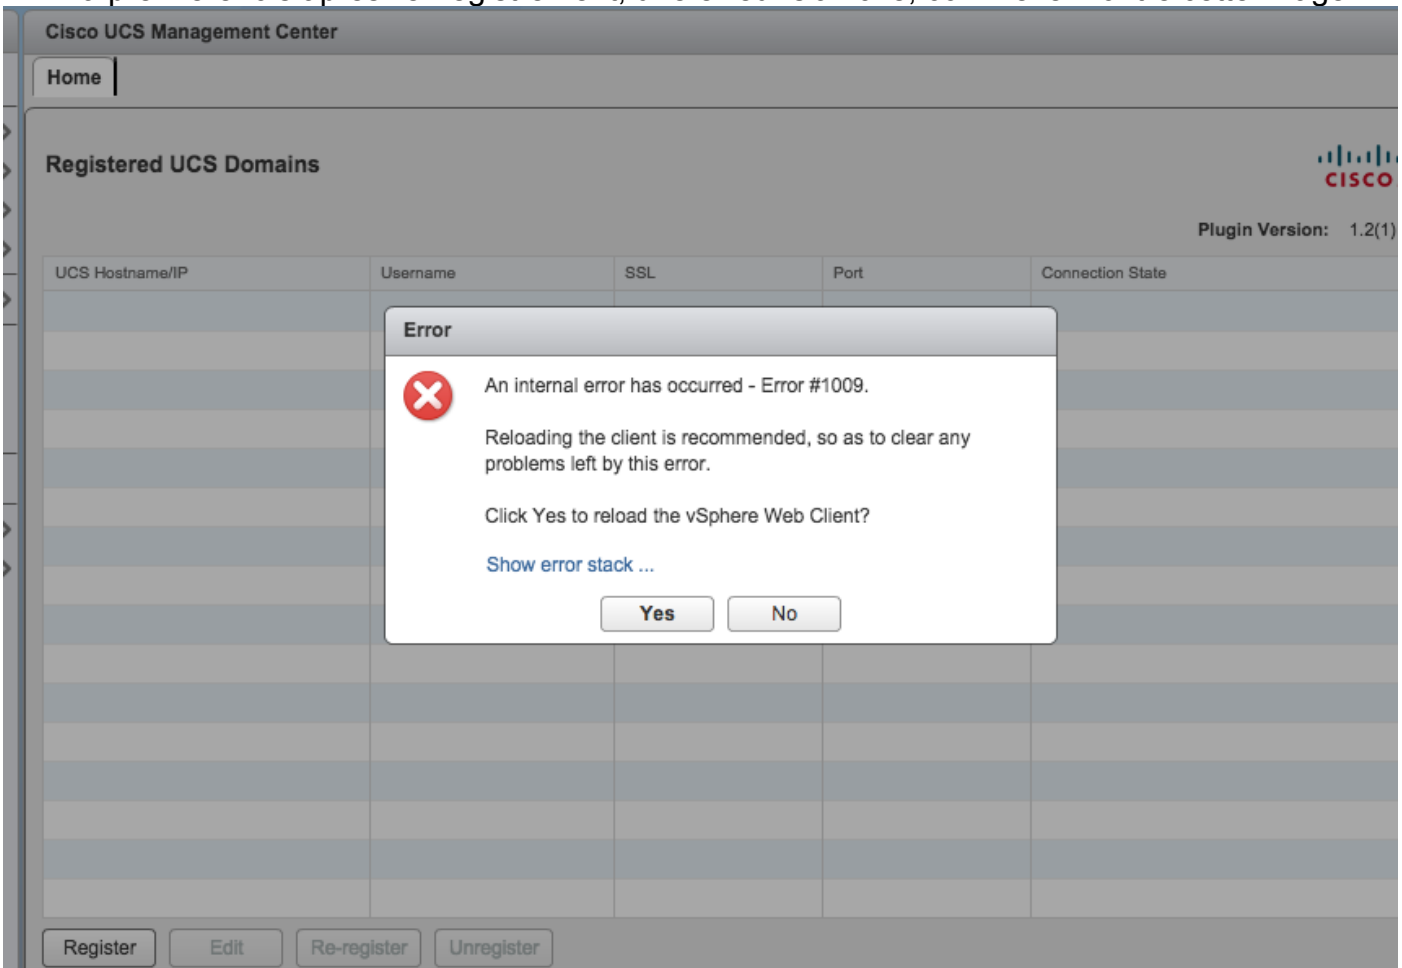 Cisco UCS Management Center
Home
Registered UCS Domains
CISCO
Plugin Version: 1.2(1)
UCS Hostname/IP Username SSL Port Connection State
Error
An internal error has occurred - Error #1009.
Reloading the client is recommended, so as to clear any
problems left by this error.
Click Yes to reload the vSphere Web Client?
Show error stack ...
Yes No
Register Edit Re-register Unregister